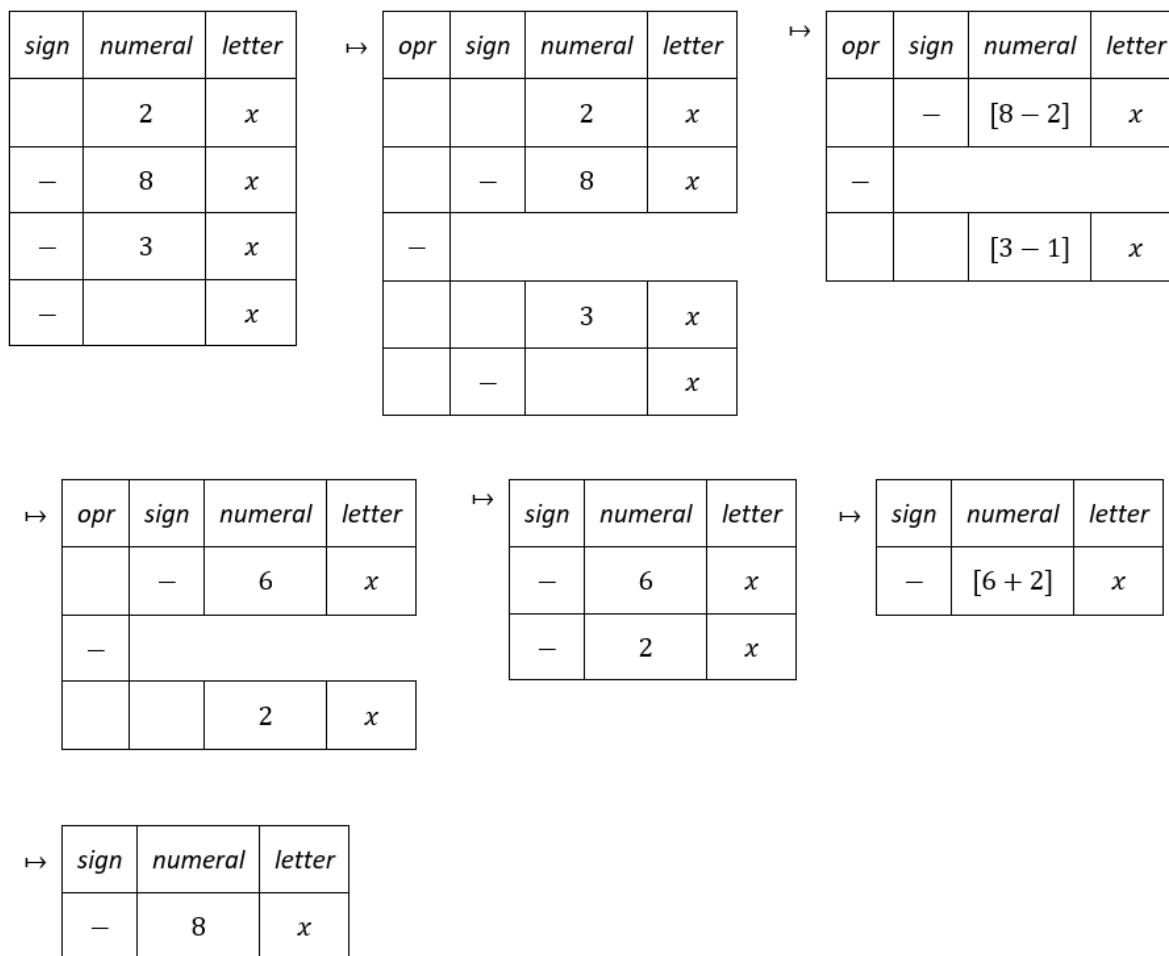 sign numeral letter
2 x
− 8 x
− 3 x
− x
↦ opr sign numeral letter
2 x
− 8 x
−
3 x
− x
↦ opr sign numeral letter
− [8 − 2] x
−
[3 − 1] x
↦ opr sign numeral letter
− 6 x
−
2 x
↦ sign numeral letter
− 6 x
− 2 x
↦ sign numeral letter
− [6 + 2] x
↦ sign numeral letter
− 8 x